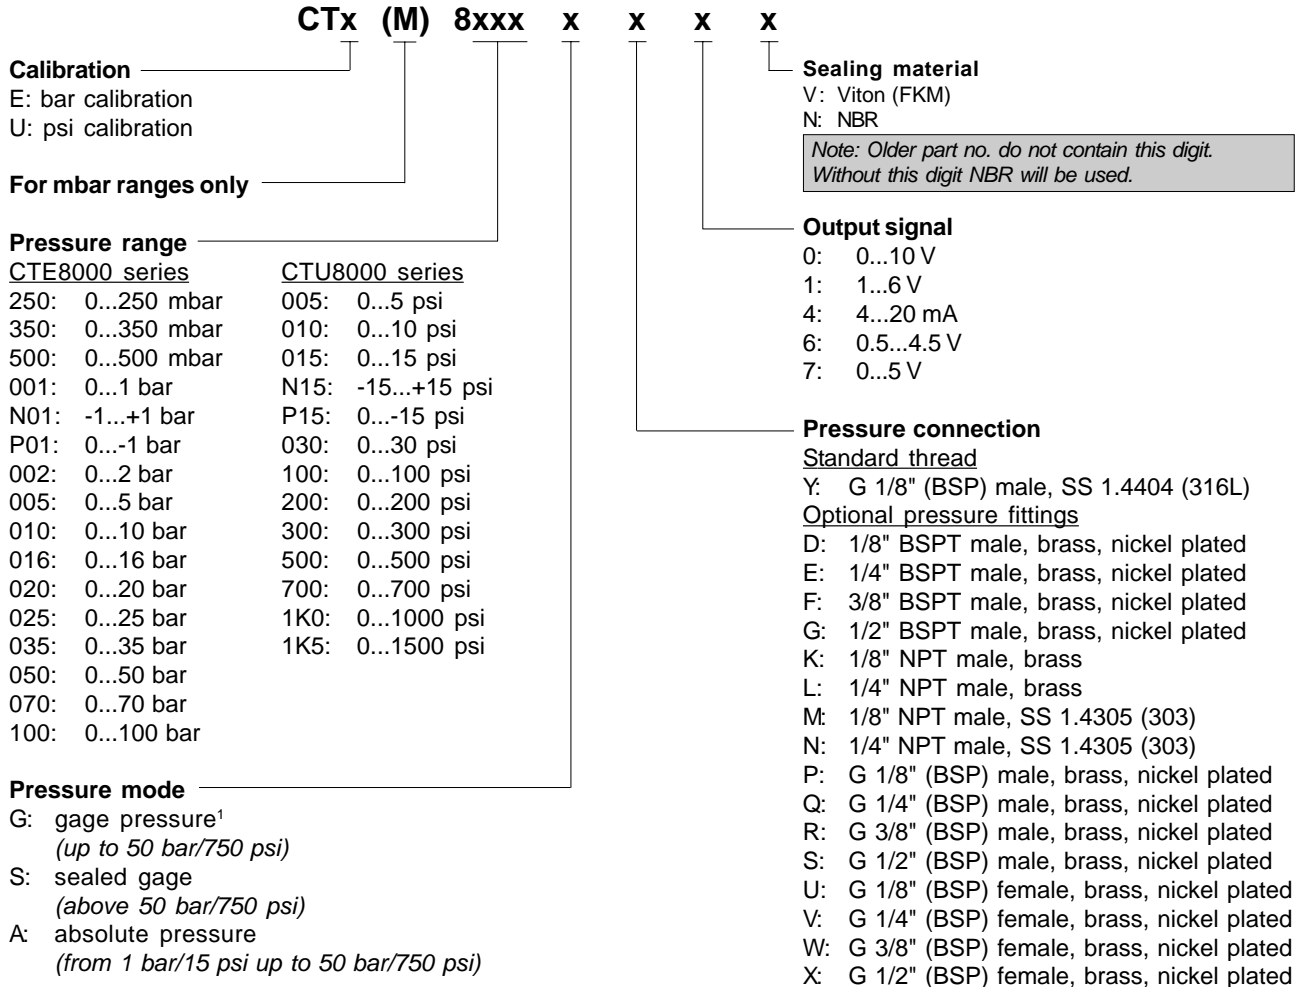 CTx (M) 8xxx x x x x
Calibration
E: bar calibration
U: psi calibration
For mbar ranges only
Pressure range
CTE8000 series
250: 0...250 mbar
350: 0...350 mbar
500: 0...500 mbar
001: 0...1 bar
N01: -1...+1 bar
P01: 0...-1 bar
002: 0...2 bar
005: 0...5 bar
010: 0...10 bar
016: 0...16 bar
020: 0...20 bar
025: 0...25 bar
035: 0...35 bar
050: 0...50 bar
070: 0...70 bar
100: 0...100 bar
CTU8000 series
005: 0...5 psi
010: 0...10 psi
015: 0...15 psi
N15: -15...+15 psi
P15: 0...-15 psi
030: 0...30 psi
100: 0...100 psi
200: 0...200 psi
300: 0...300 psi
500: 0...500 psi
700: 0...700 psi
1K0: 0...1000 psi
1K5: 0...1500 psi
Pressure mode
G: gage pressure¹
(up to 50 bar/750 psi)
S: sealed gage
(above 50 bar/750 psi)
A: absolute pressure
(from 1 bar/15 psi up to 50 bar/750 psi)
Sealing material
V: Viton (FKM)
N: NBR
Note: Older part no. do not contain this digit.
Without this digit NBR will be used.
Output signal
0: 0...10 V
1: 1...6 V
4: 4...20 mA
6: 0.5...4.5 V
7: 0...5 V
Pressure connection
Standard thread
Y: G 1/8" (BSP) male, SS 1.4404 (316L)
Optional pressure fittings
D: 1/8" BSPT male, brass, nickel plated
E: 1/4" BSPT male, brass, nickel plated
F: 3/8" BSPT male, brass, nickel plated
G: 1/2" BSPT male, brass, nickel plated
K: 1/8" NPT male, brass
L: 1/4" NPT male, brass
M: 1/8" NPT male, SS 1.4305 (303)
N: 1/4" NPT male, SS 1.4305 (303)
P: G 1/8" (BSP) male, brass, nickel plated
Q: G 1/4" (BSP) male, brass, nickel plated
R: G 3/8" (BSP) male, brass, nickel plated
S: G 1/2" (BSP) male, brass, nickel plated
U: G 1/8" (BSP) female, brass, nickel plated
V: G 1/4" (BSP) female, brass, nickel plated
W: G 3/8" (BSP) female, brass, nickel plated
X: G 1/2" (BSP) female, brass, nickel plated